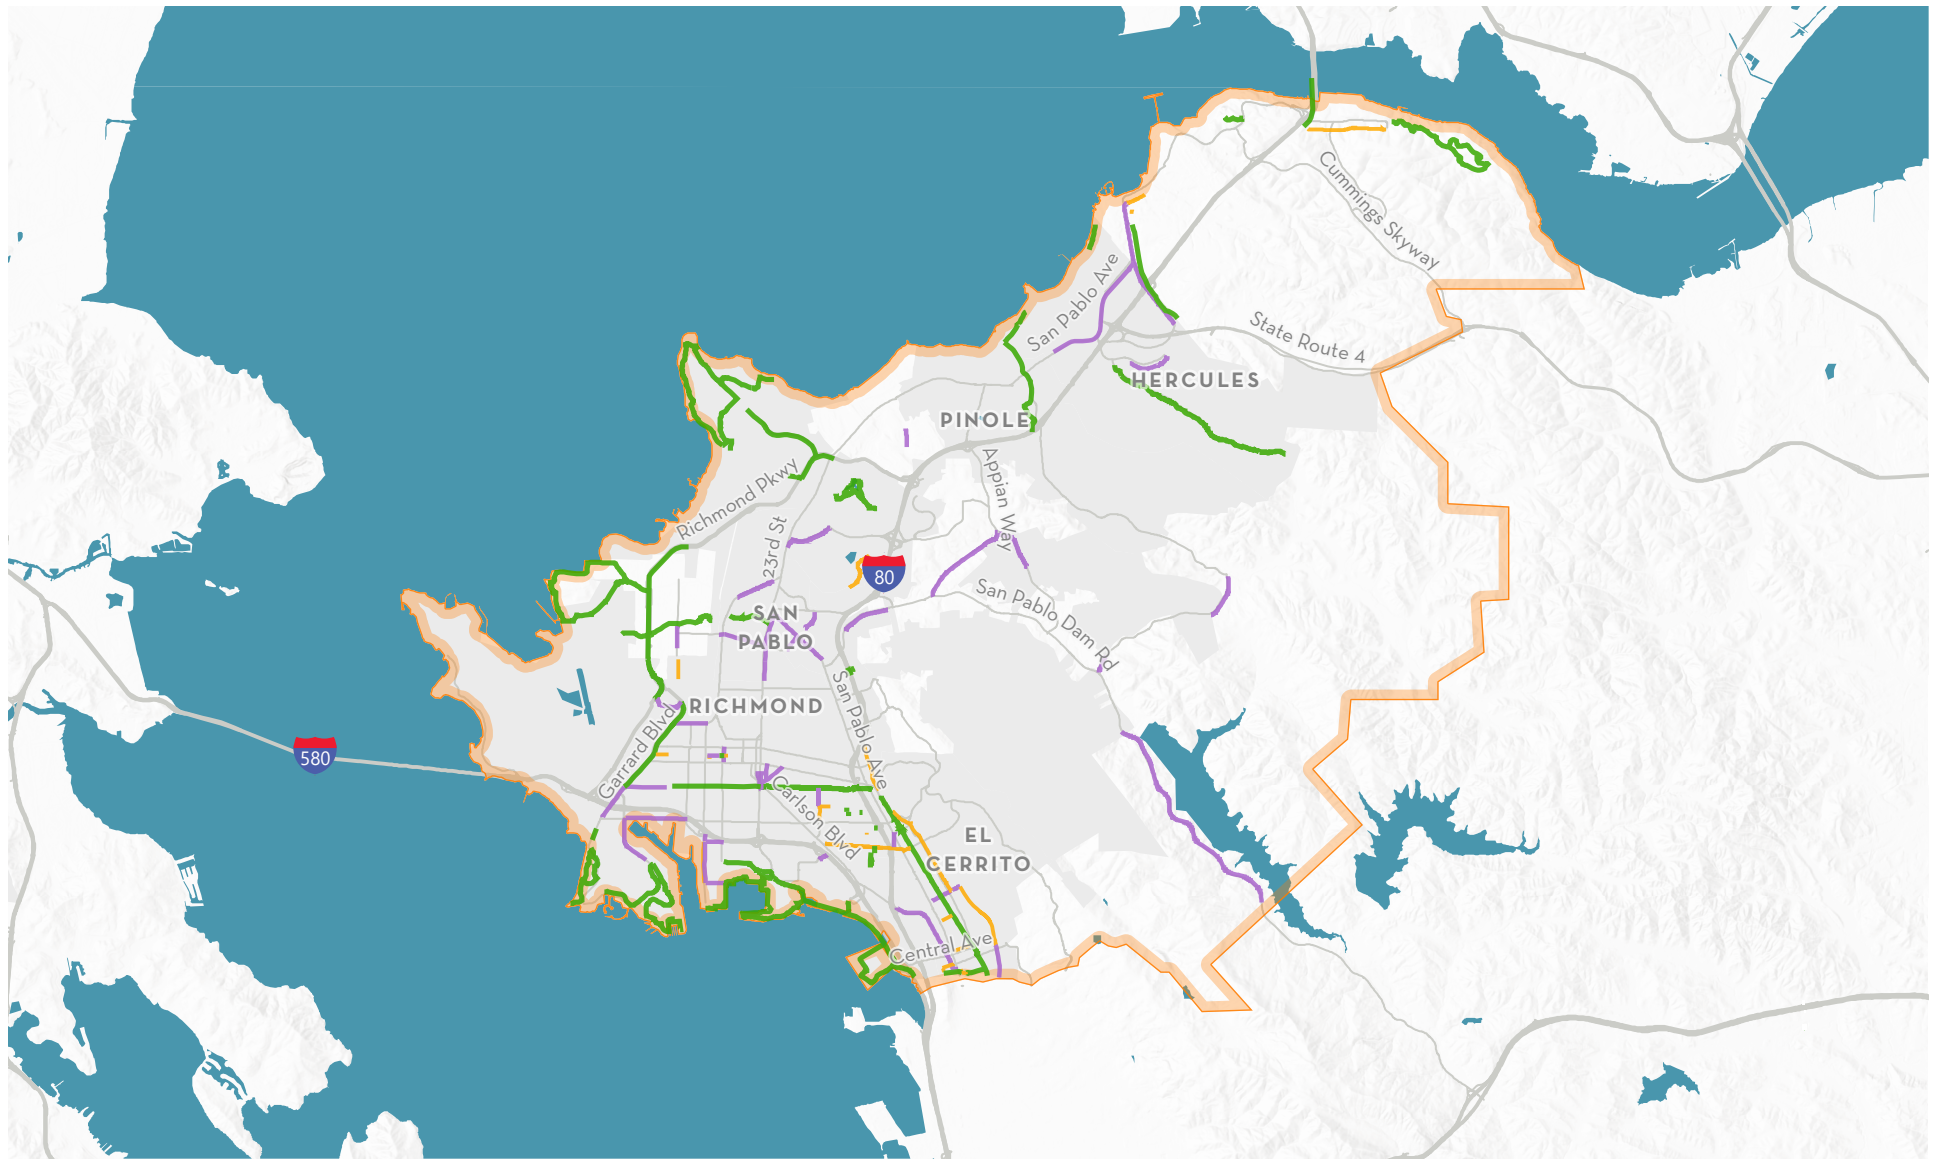 Cummings Skyway
San Pablo Ave
State Route 4
HERCULES
PINOLE
Richmond Pkwy
Appian Way
23rd St
80
San Pablo Dam Rd
SAN
PABLO
RICHMOND
San Pablo Ave
Garrard Blvd
580
Carlson Blvd
EL
CERRITO
Central Ave